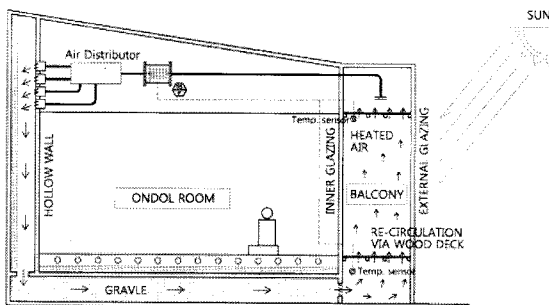 SUN
Air Distributor
Temp. sensor
HEATED
AIR
HOLLOW WALL
INNER GLAZING
EXTERNAL GLAZING
ONDOL ROOM
BALCONY
RE-CIRCULATION
VIA WOOD DECK
Temp. sensor
GRAVLE